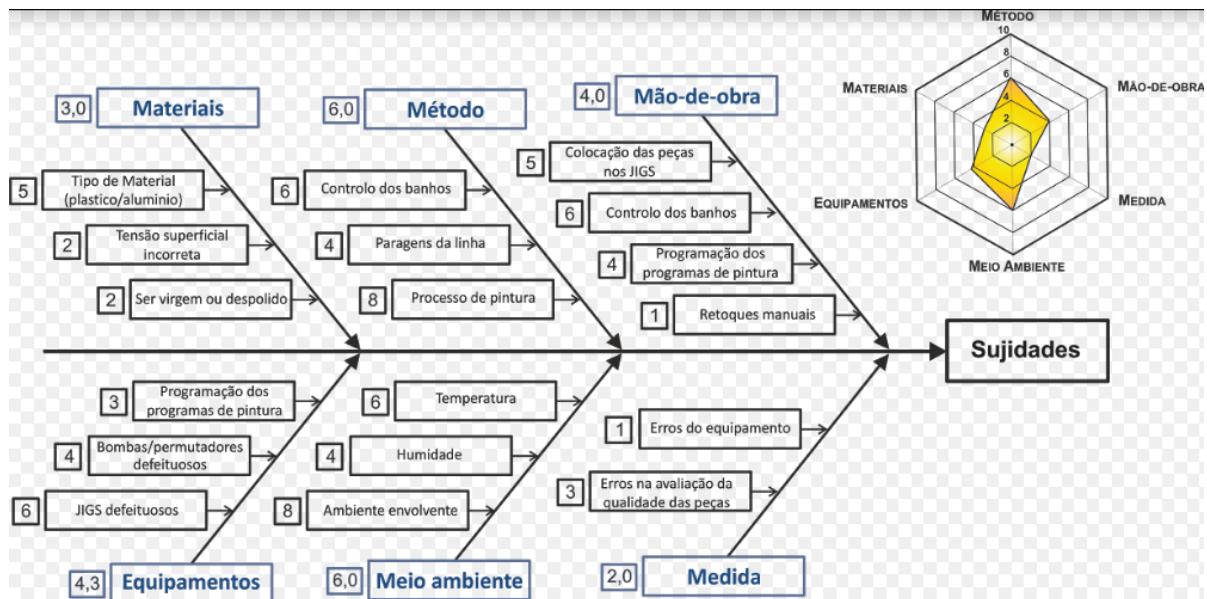 3,0
Materiais
6,0
Método
4,0
Mão-de-obra
5
Tipo de Material
(plastico/aluminio)
2
Tensão superficial
incorreta
2
Ser virgem ou despolido
6
Controlo dos banhos
4
Paragens da linha
8
Processo de pintura
5
Colocação das peças
nos JIGS
6
Controlo dos banhos
4
Programação dos
programas de pintura
1
Retoques manuais
MÉTODO
10
8
6
4
2
MATERIAIS
MÃO-DE-OBRA
EQUIPAMENTOS
MEDIDA
MEIO AMBIENTE
Sujidades
3
Programação dos
programas de pintura
4
Bombas/permutadores
defeituosos
6
JIGS defeituosos
6
Temperatura
4
Humidade
8
Ambiente envolvente
1
Erros do equipamento
3
Erros na avaliação da
qualidade das peças
4,3
Equipamentos
6,0
Meio ambiente
2,0
Medida